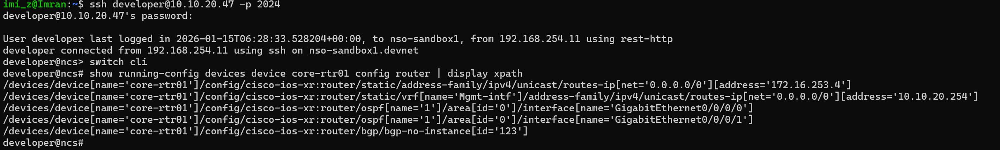 imi_z@Imran:~$ ssh developer@10.10.20.47 -p 2024
developer@10.10.20.47's password:
User developer last logged in 2026-01-15T06:28:33.528204+00:00, to nso-sandbox1, from 192.168.254.11 using rest-http
developer connected from 192.168.254.11 using ssh on nso-sandbox1.devnet
developer@ncs> switch cli
developer@ncs# show running-config devices device core-rtr01 config router | display xpath
/devices/device[name='core-rtr01']/config/cisco-ios-xr:router/static/address-family/ipv4/unicast/routes-ip[net='0.0.0.0/0'][address='172.16.253.4']
/devices/device[name='core-rtr01']/config/cisco-ios-xr:router/static/vrf[name='Mgmt-intf']/address-family/ipv4/unicast/routes-ip[net='0.0.0.0/0'][address='10.10.20.254']
/devices/device[name='core-rtr01']/config/cisco-ios-xr:router/ospf[name='1']/area[id='0']/interface[name='GigabitEthernet0/0/0/0']
/devices/device[name='core-rtr01']/config/cisco-ios-xr:router/ospf[name='1']/area[id='0']/interface[name='GigabitEthernet0/0/0/1']
/devices/device[name='core-rtr01']/config/cisco-ios-xr:router/bgp/bgp-no-instance[id='123']
developer@ncs#